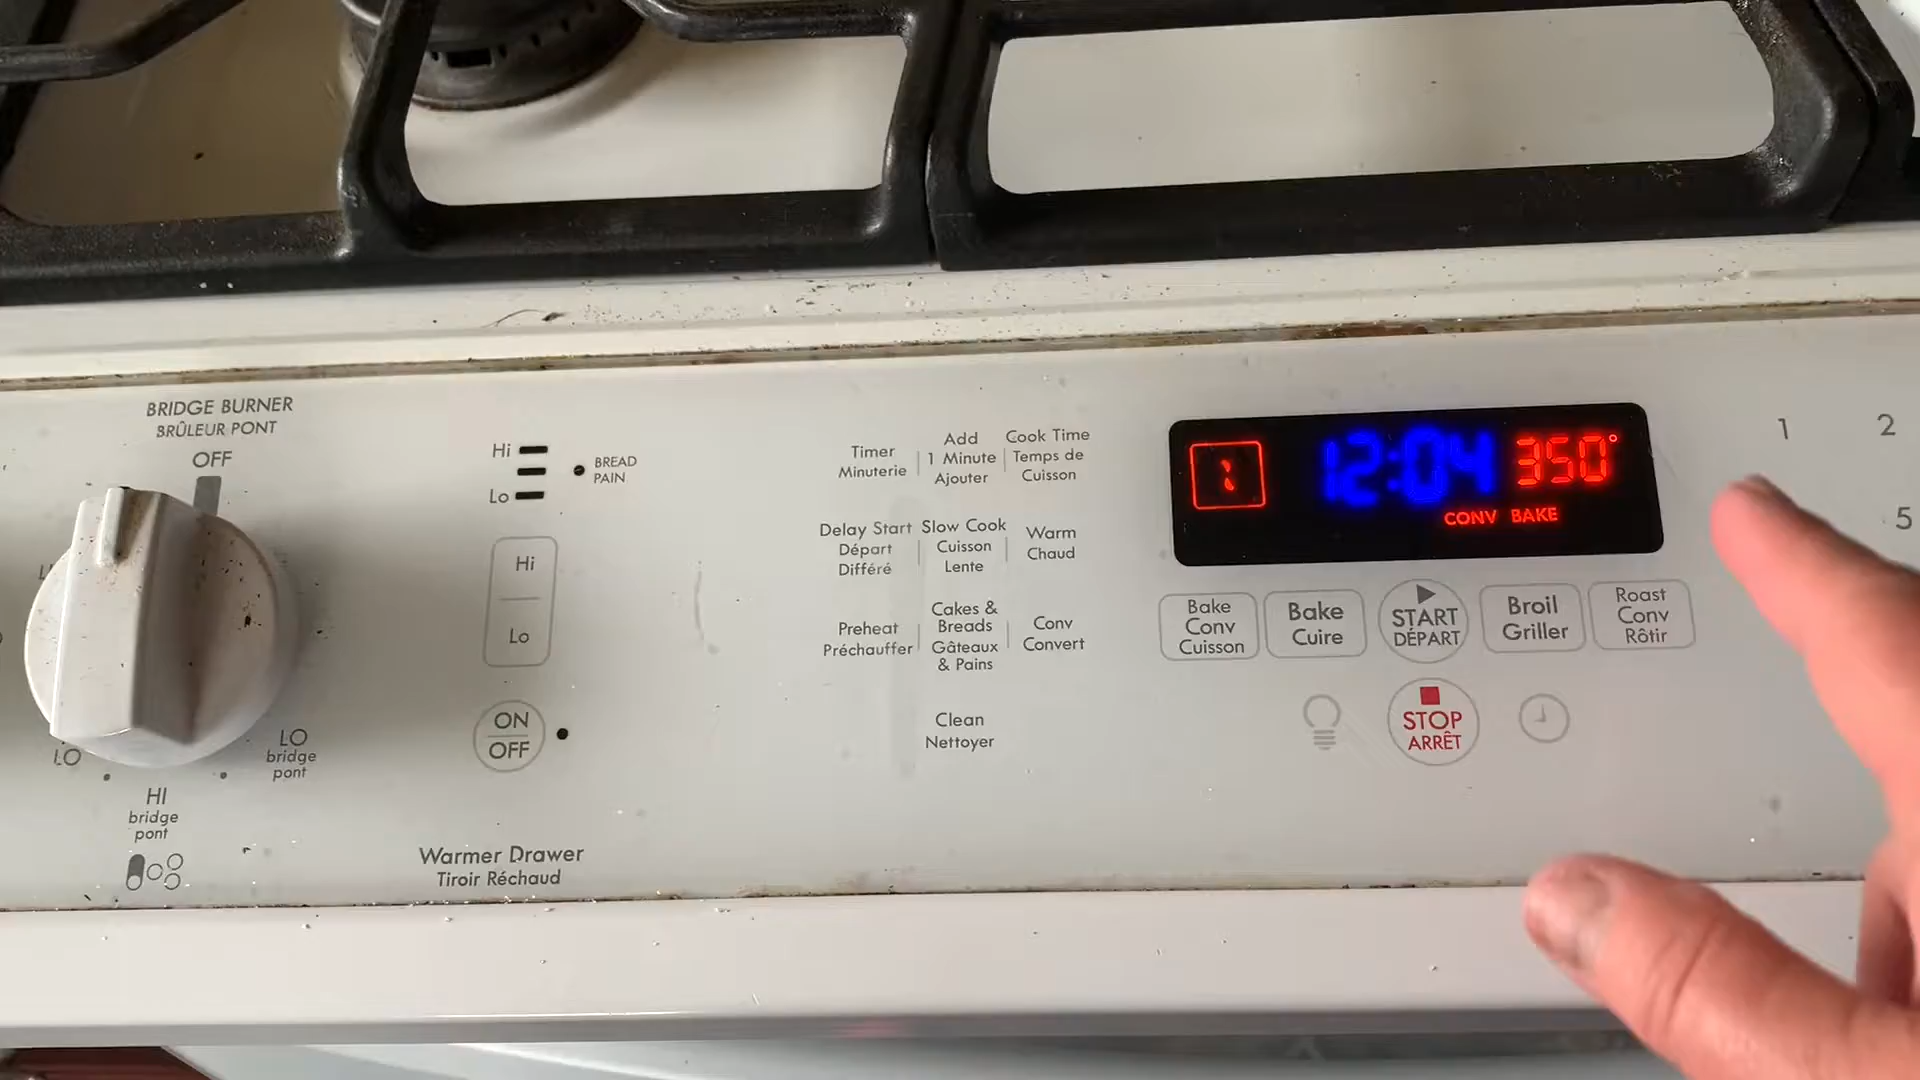 BRIDGE BURNER
BRÛLEUR PONT
OFF
LO
HI
bridge
pont
LO
bridge
pont
Hi
Lo
BREAD
PAIN
Hi
Lo
ON
OFF
Warmer Drawer
Tiroir Réchaud
Timer
Minuterie
Add
1 Minute
Ajouter
Cook Time
Temps de
Cuisson
Delay Start
Départ
Différé
Slow Cook
Cuisson
Lente
Warm
Chaud
Preheat
Préchauffer
Cakes &
Breads
Gâteaux
& Pains
Conv
Convert
Clean
Nettoyer
12:04 350°
CONV BAKE
Bake
Conv
Cuisson
Bake
Cuire
START
DÉPART
Broil
Griller
Roast
Conv
Rôtir
STOP
ARRÊT
1 2
5